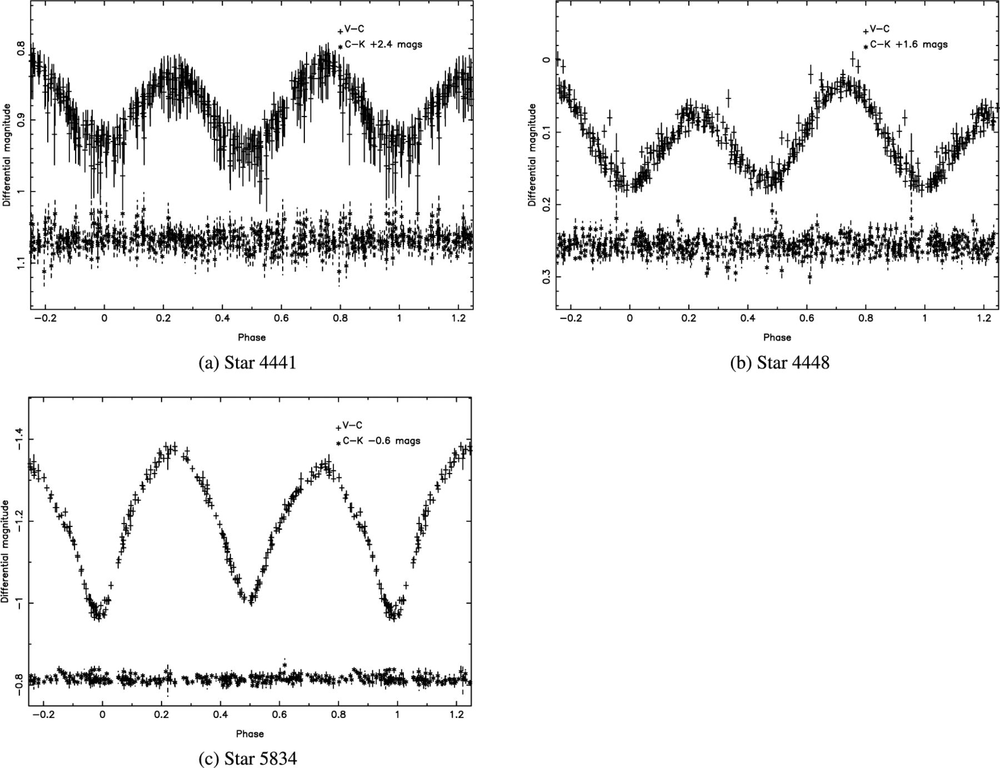 V−C
C−K +2.4 mags
0.8
0.9
1
1.1
Differential magnitude
−0.2 0 0.2 0.4 0.6 0.8 1 1.2
Phase
(a) Star 4441
V−C
C−K +1.6 mags
0
0.1
0.2
0.3
Differential magnitude
−0.2 0 0.2 0.4 0.6 0.8 1 1.2
Phase
(b) Star 4448
V−C
C−K −0.6 mags
−1.4
−1.2
−1
−0.8
Differential magnitude
−0.2 0 0.2 0.4 0.6 0.8 1 1.2
Phase
(c) Star 5834